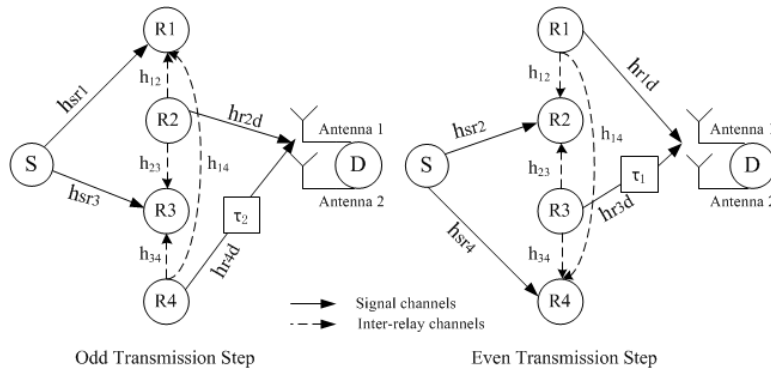 R1
h12
hsr1
R2
hr2d
Antenna 1
S
h23
h14
D
hsr3
R3
τ2
Antenna 2
h34
hr4d
R4
Odd Transmission Step
R1
hr1d
h12
hsr2
R2
h14
Antenna 1
S
h23
τ1
D
R3
hr3d
Antenna 2
hsr4
h34
R4
Even Transmission Step
Signal channels
Inter-relay channels